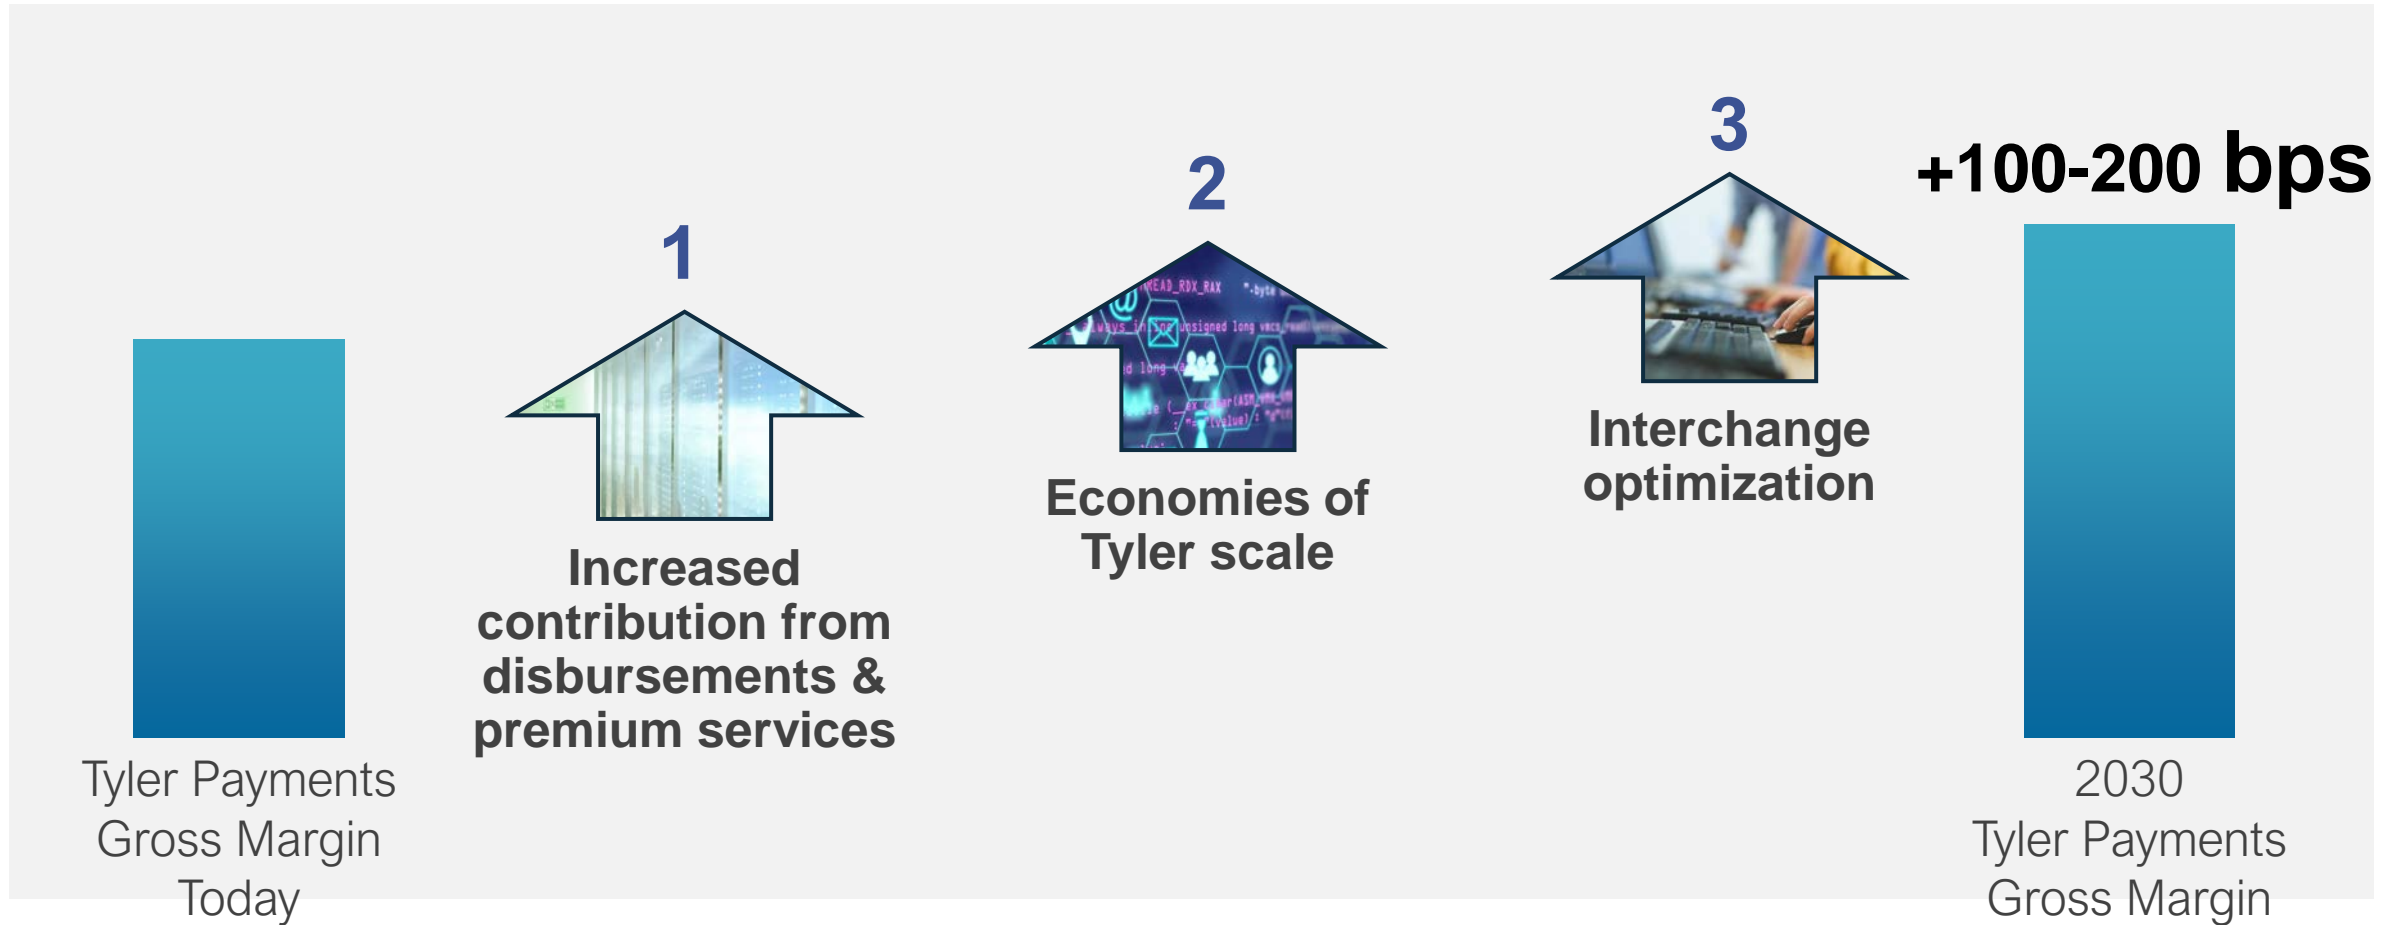 Tyler Payments
Gross Margin
Today
1
Increased
contribution from
disbursements &
premium services
2
Economies of
Tyler scale
3
Interchange
optimization
+100-200 bps
2030
Tyler Payments
Gross Margin